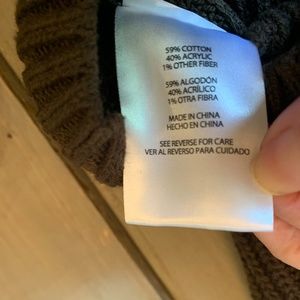 59% COTTON
40% ACRYLIC
1% OTHER FIBER
59% ALGODÓN
40% ACRÍLICO
1% OTRA FIBRA
MADE IN CHINA
HECHO EN CHINA
SEE REVERSE FOR CARE
VER AL REVERSO PARA CUIDADO